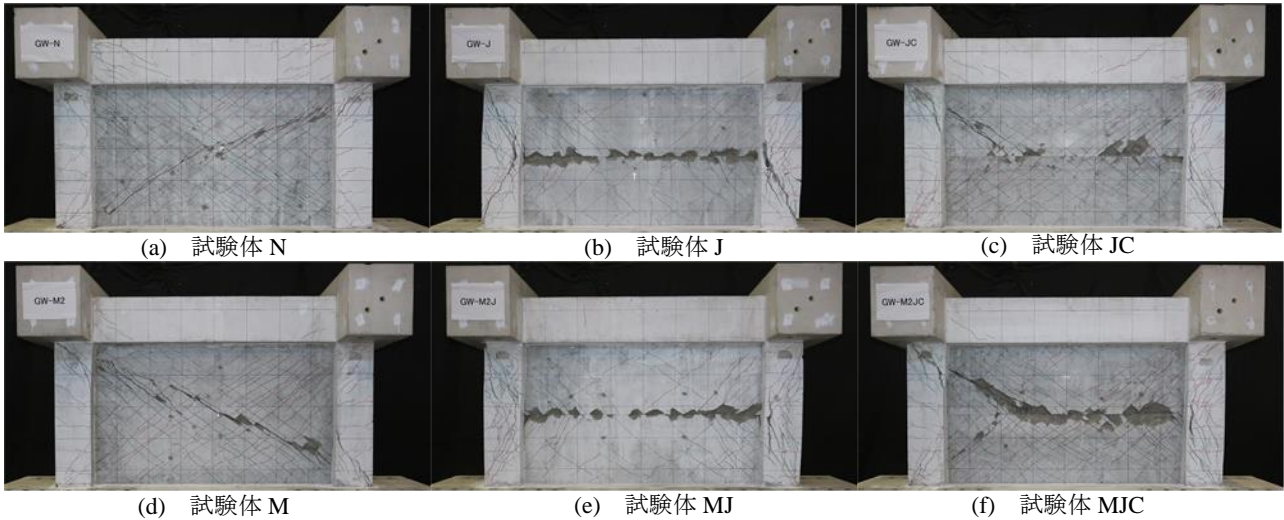 GW-N
GW-J
GW-JC
(a) 試験体 N
(b) 試験体 J
(c) 試験体 JC
GW-M2
GW-M2J
GW-M2JC
(d) 試験体 M
(e) 試験体 MJ
(f) 試験体 MJC